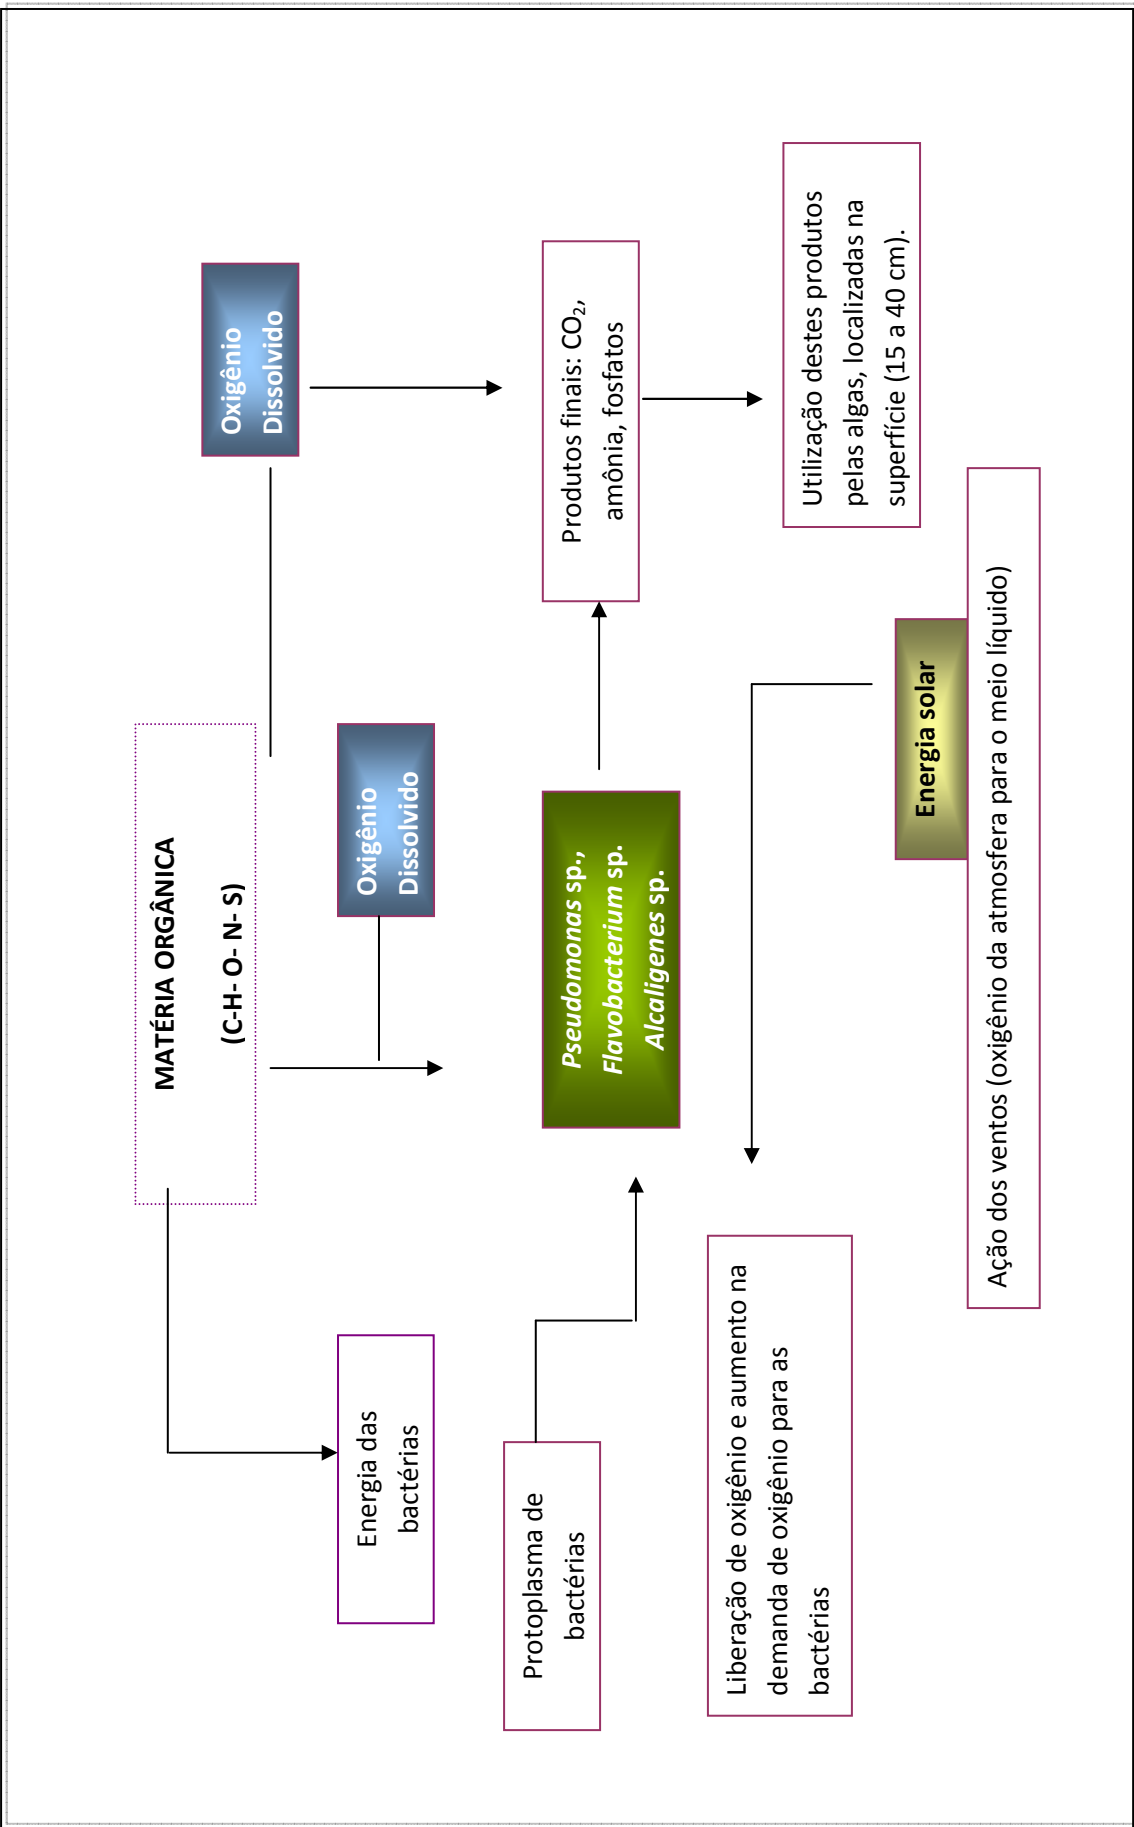 MATÉRIA ORGÂNICA
(C-H- O- N- S)
Oxigênio
Dissolvido
Oxigênio
Dissolvido
Energia das
bactérias
Protoplasma de
bactérias
Pseudomonas sp.,
Flavobacterium sp.
Alcaligenes sp.
Produtos finais: CO₂,
amônia, fosfatos
Liberação de oxigênio e aumento na
demanda de oxigênio para as
bactérias
Utilização destes produtos
pelas algas, localizadas na
superfície (15 a 40 cm).
Energia solar
Ação dos ventos (oxigênio da atmosfera para o meio líquido)